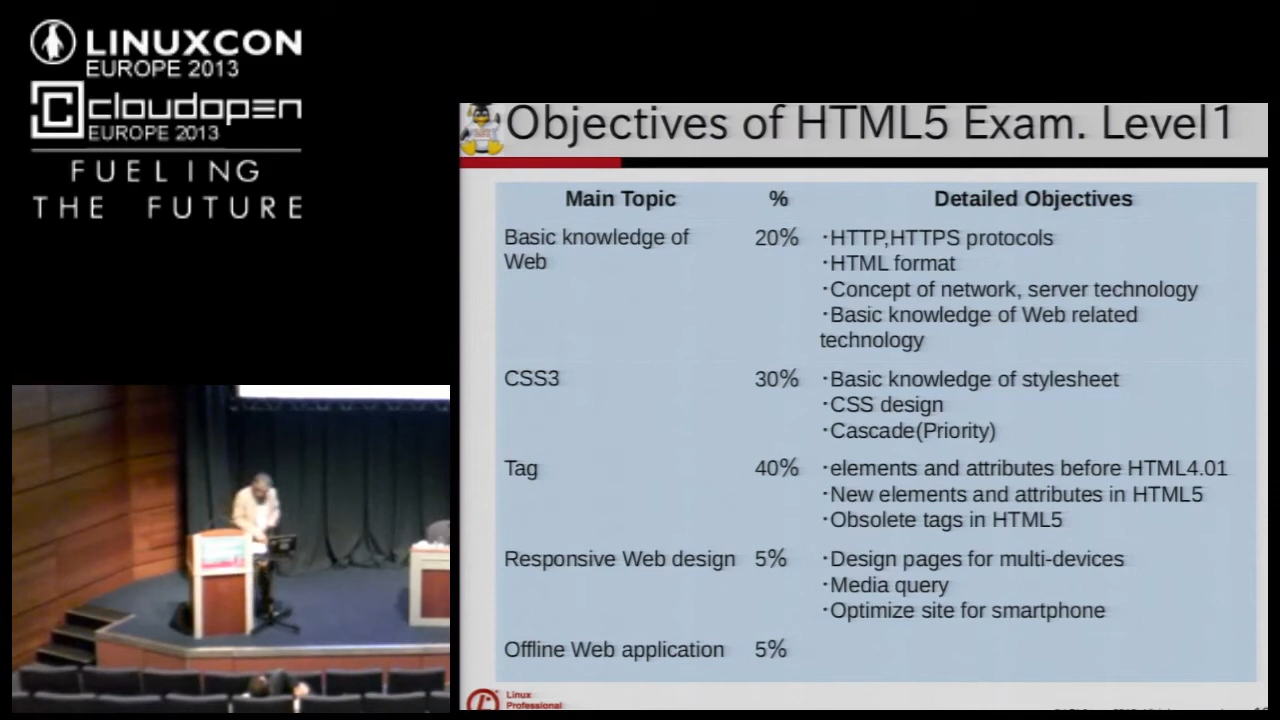 LINUXCON
EUROPE 2013
cloudopen
EUROPE 2013
FUELING
THE FUTURE
Objectives of HTML5 Exam. Level1
Main Topic % Detailed Objectives
Basic knowledge of Web 20% ･HTTP,HTTPS protocols
･HTML format
･Concept of network, server technology
･Basic knowledge of Web related
technology
CSS3 30% ･Basic knowledge of stylesheet
･CSS design
･Cascade(Priority)
Tag 40% ･elements and attributes before HTML4.01
･New elements and attributes in HTML5
･Obsolete tags in HTML5
Responsive Web design 5% ･Design pages for multi-devices
･Media query
･Optimize site for smartphone
Offline Web application 5%
Linux
Professional